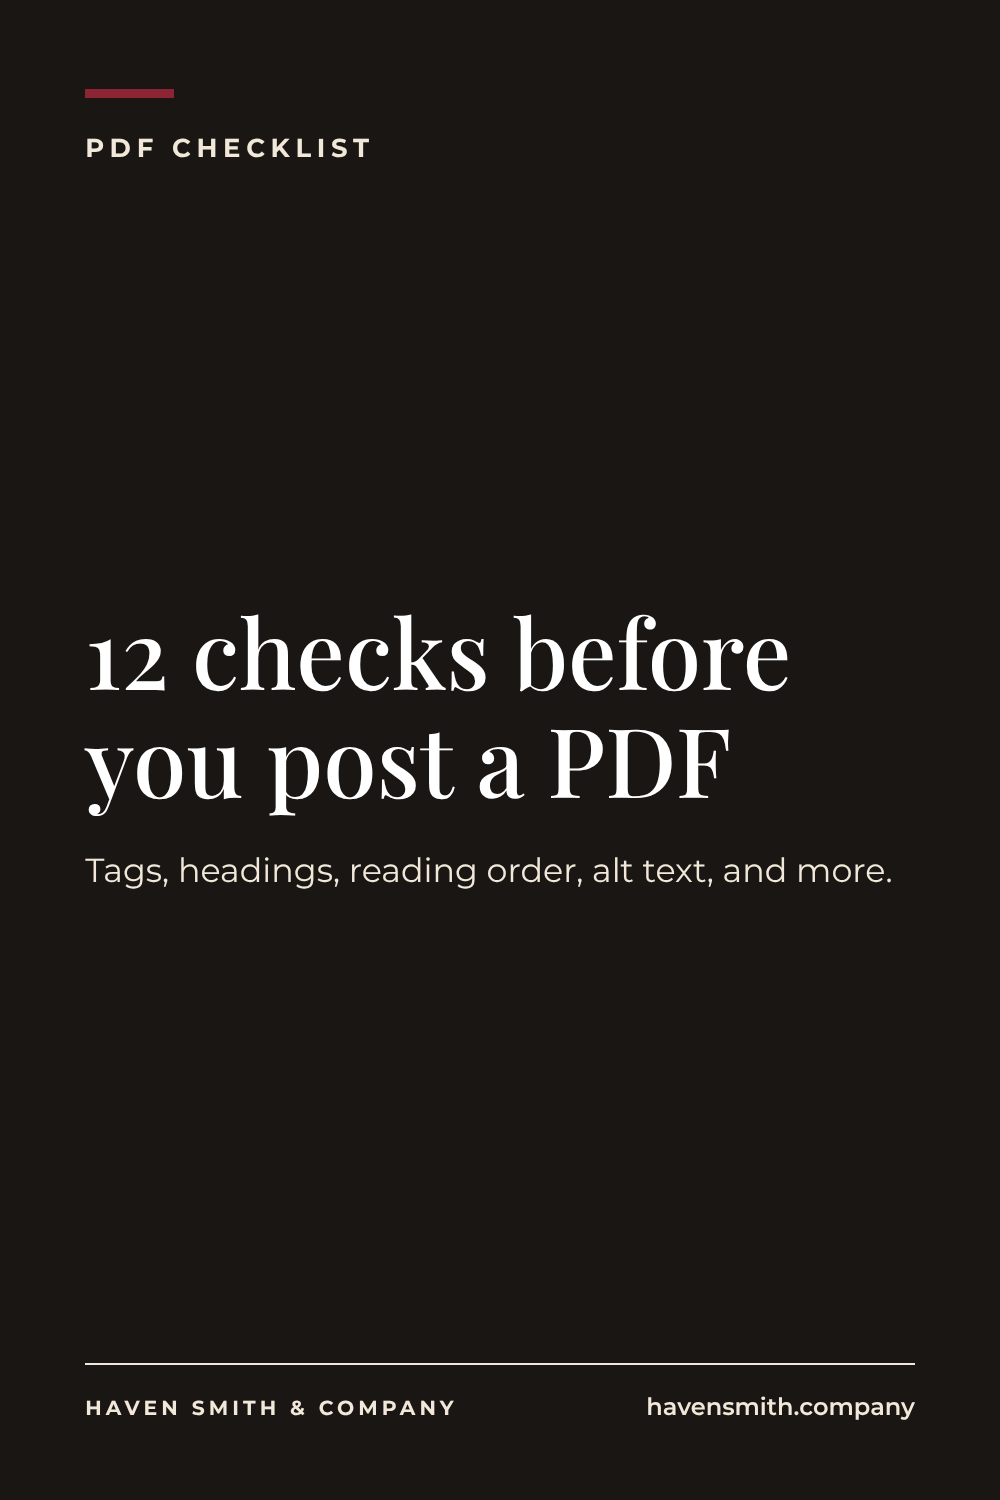 PDF CHECKLIST
12 checks before
you post a PDF
Tags, headings, reading order, alt text, and more.
HAVEN SMITH & COMPANY
havensmith.company